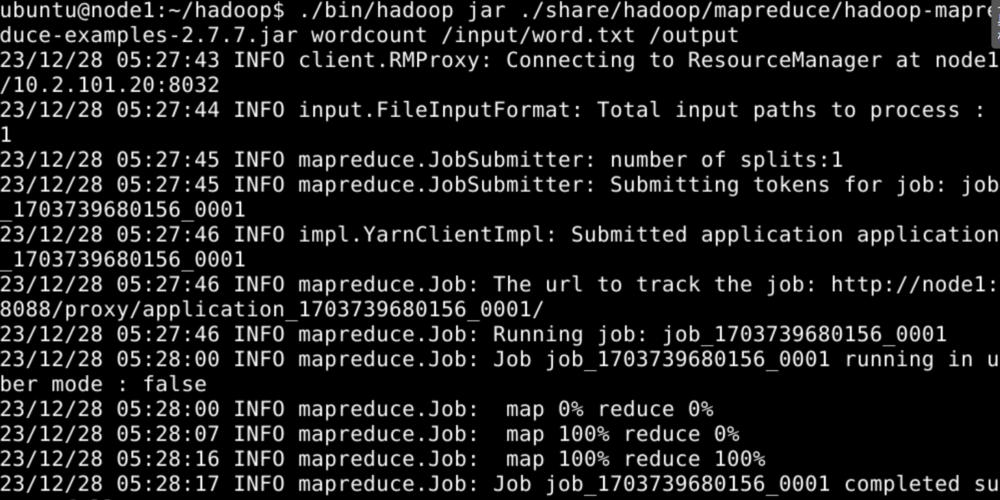 ubuntu@node1:~/hadoop$ ./bin/hadoop jar ./share/hadoop/mapreduce/hadoop-mapre
duce-examples-2.7.7.jar wordcount /input/word.txt /output
23/12/28 05:27:43 INFO client.RMProxy: Connecting to ResourceManager at node1
/10.2.101.20:8032
23/12/28 05:27:44 INFO input.FileInputFormat: Total input paths to process :
1
23/12/28 05:27:45 INFO mapreduce.JobSubmitter: number of splits:1
23/12/28 05:27:45 INFO mapreduce.JobSubmitter: Submitting tokens for job: job
_1703739680156_0001
23/12/28 05:27:46 INFO impl.YarnClientImpl: Submitted application application
_1703739680156_0001
23/12/28 05:27:46 INFO mapreduce.Job: The url to track the job: http://node1:
8088/proxy/application_1703739680156_0001/
23/12/28 05:27:46 INFO mapreduce.Job: Running job: job_1703739680156_0001
23/12/28 05:28:00 INFO mapreduce.Job: Job job_1703739680156_0001 running in u
ber mode : false
23/12/28 05:28:00 INFO mapreduce.Job:  map 0% reduce 0%
23/12/28 05:28:07 INFO mapreduce.Job:  map 100% reduce 0%
23/12/28 05:28:16 INFO mapreduce.Job:  map 100% reduce 100%
23/12/28 05:28:17 INFO mapreduce.Job: Job job_1703739680156_0001 completed su